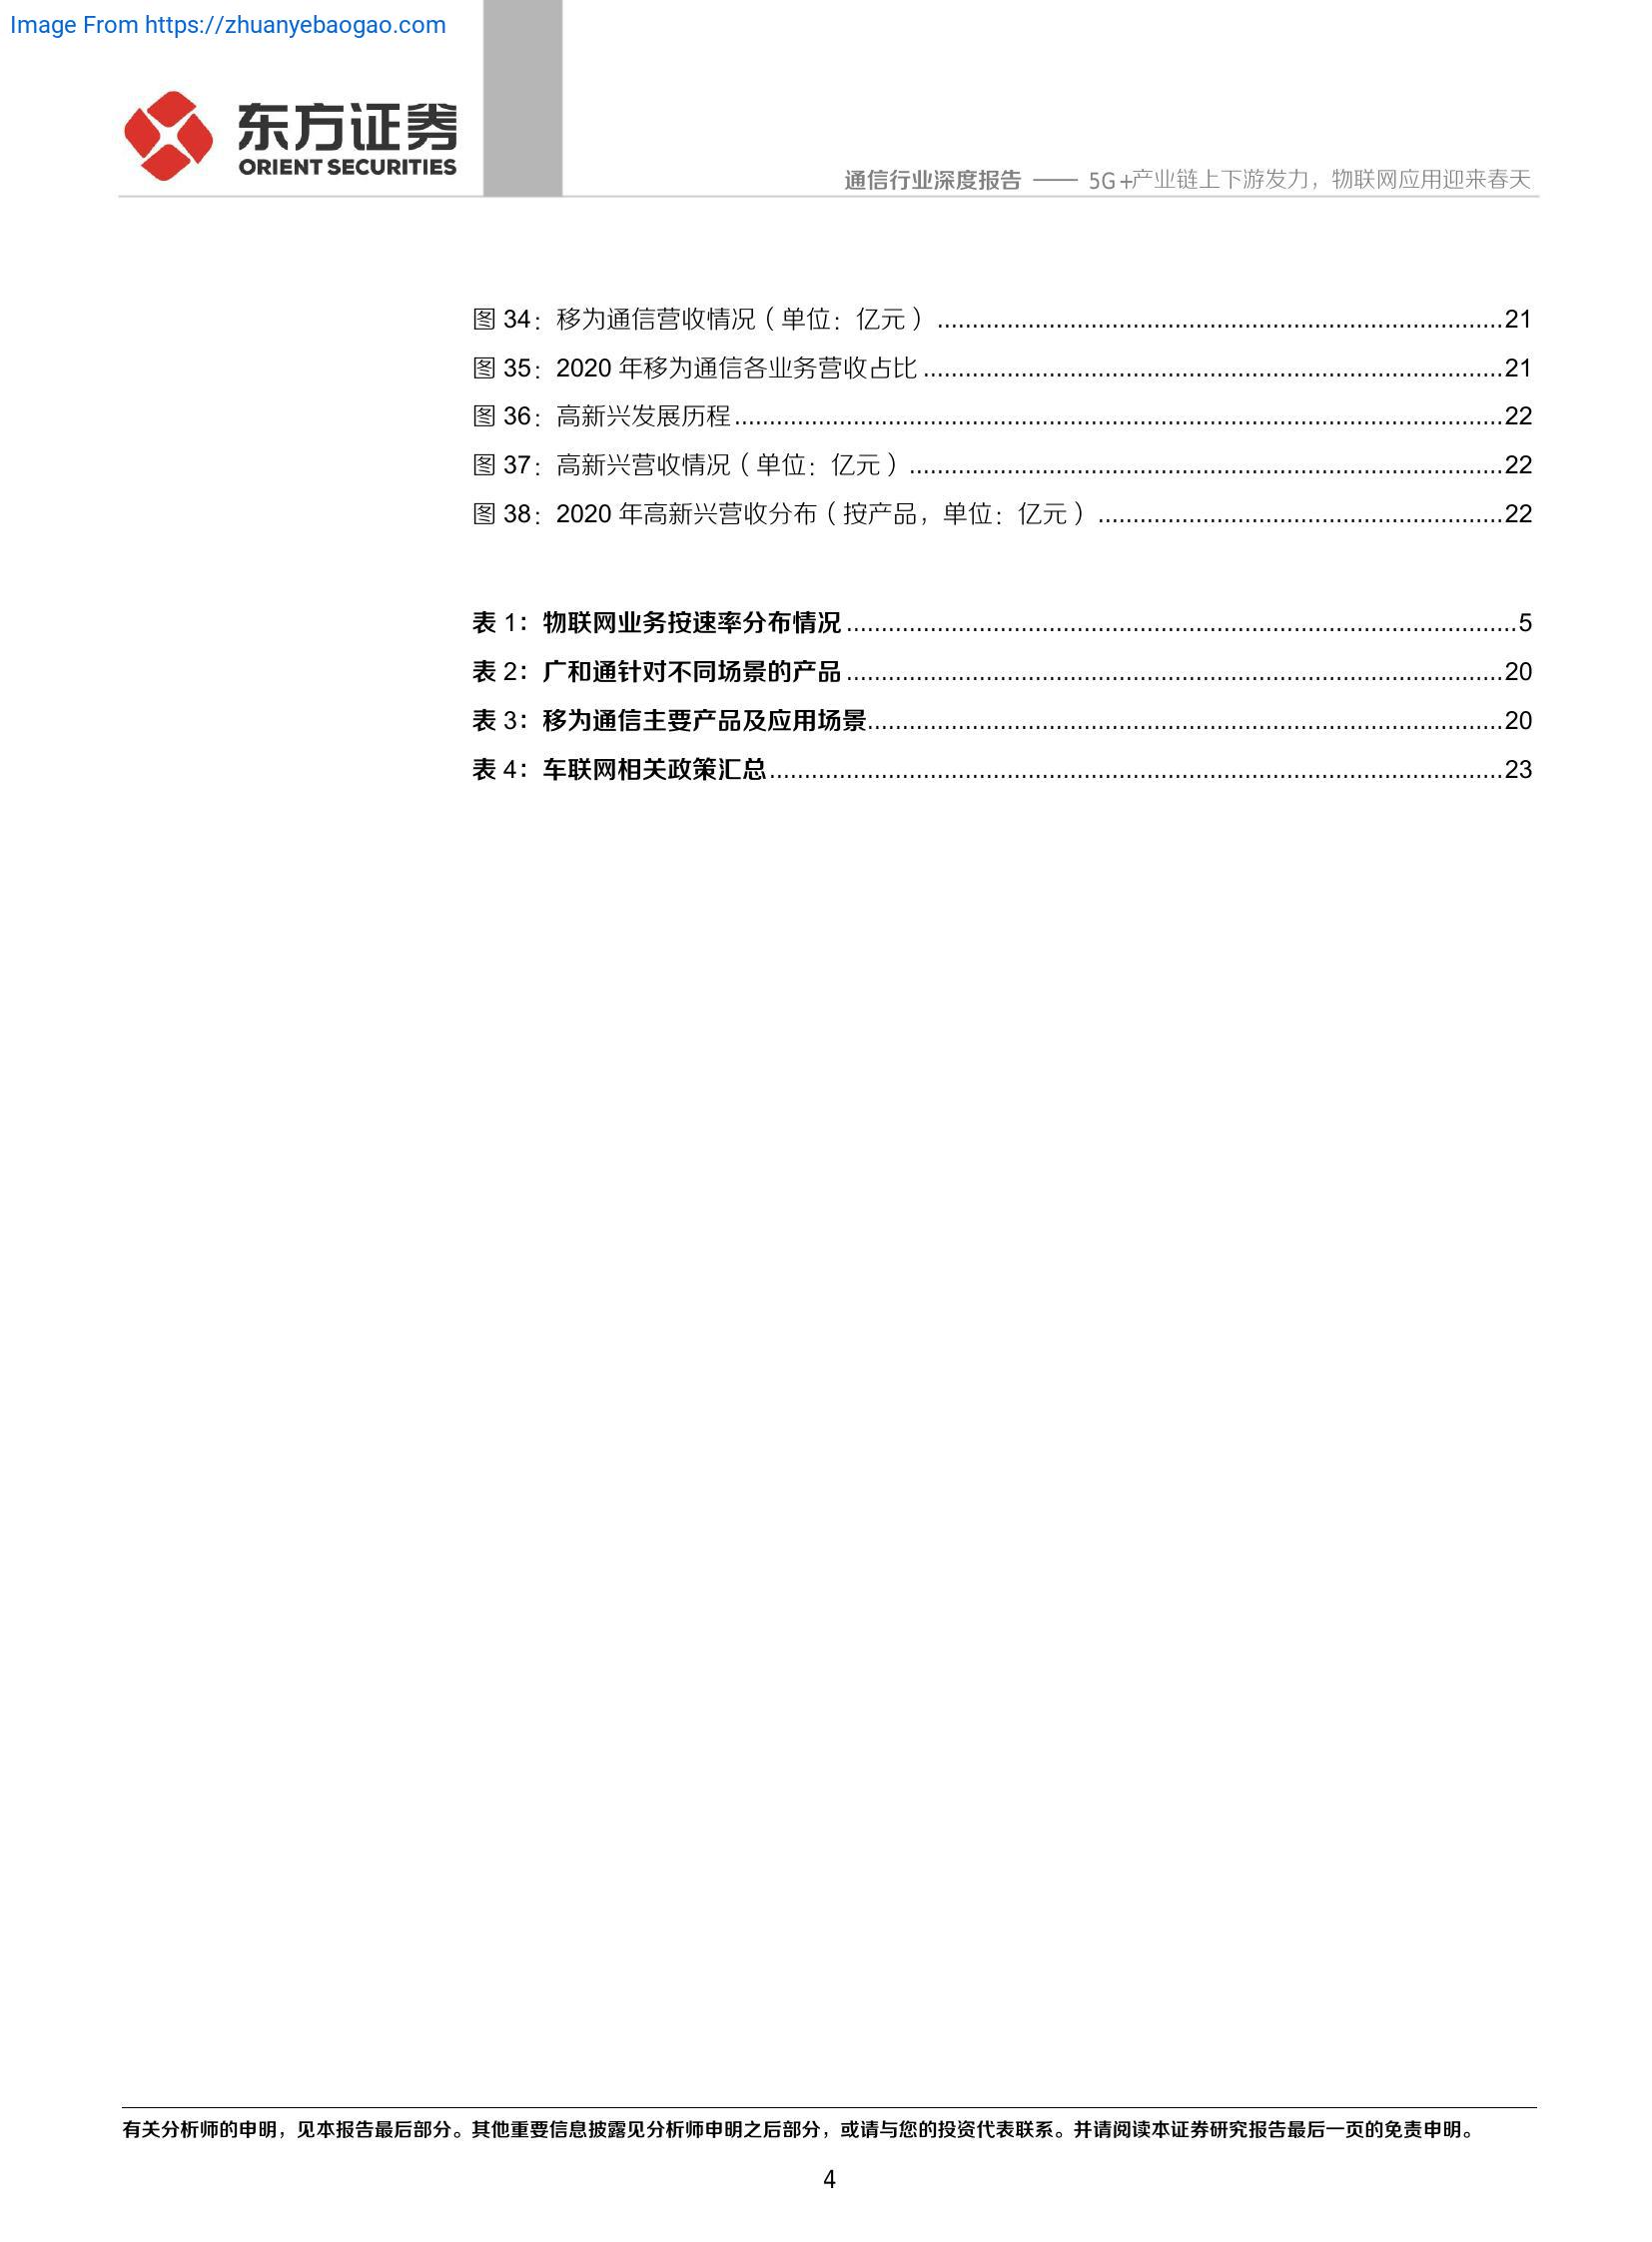 Image From https://zhuanyebaogao.com
东方证券
ORIENT SECURITIES
通信行业深度报告 —— 5G+产业链上下游发力，物联网应用迎来春天
图 34：移为通信营收情况（单位：亿元）................................................................................21
图 35：2020 年移为通信各业务营收占比...................................................................................21
图 36：高新兴发展历程..............................................................................................................22
图 37：高新兴营收情况（单位：亿元）....................................................................................22
图 38：2020 年高新兴营收分布（按产品，单位：亿元）..........................................................22
表 1：物联网业务按速率分布情况................................................................................................5
表 2：广和通针对不同场景的产品..............................................................................................20
表 3：移为通信主要产品及应用场景...........................................................................................20
表 4：车联网相关政策汇总.........................................................................................................23
有关分析师的申明，见本报告最后部分。其他重要信息披露见分析师申明之后部分，或请与您的投资代表联系。并请阅读本证券研究报告最后一页的免责申明。
4